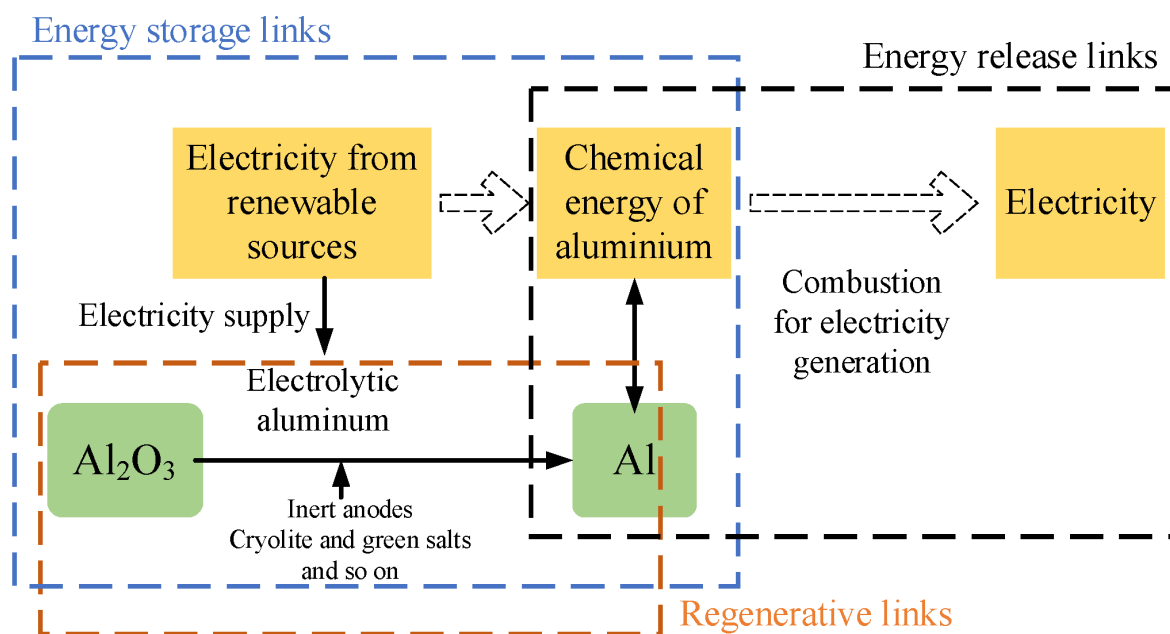 Energy storage links
Energy release links
Electricity from
renewable
sources
Chemical
energy of
aluminium
Electricity
Electricity supply
Combustion
for electricity
generation
Electrolytic
aluminum
Al₂O₃
Al
Inert anodes
Cryolite and green salts
and so on
Regenerative links